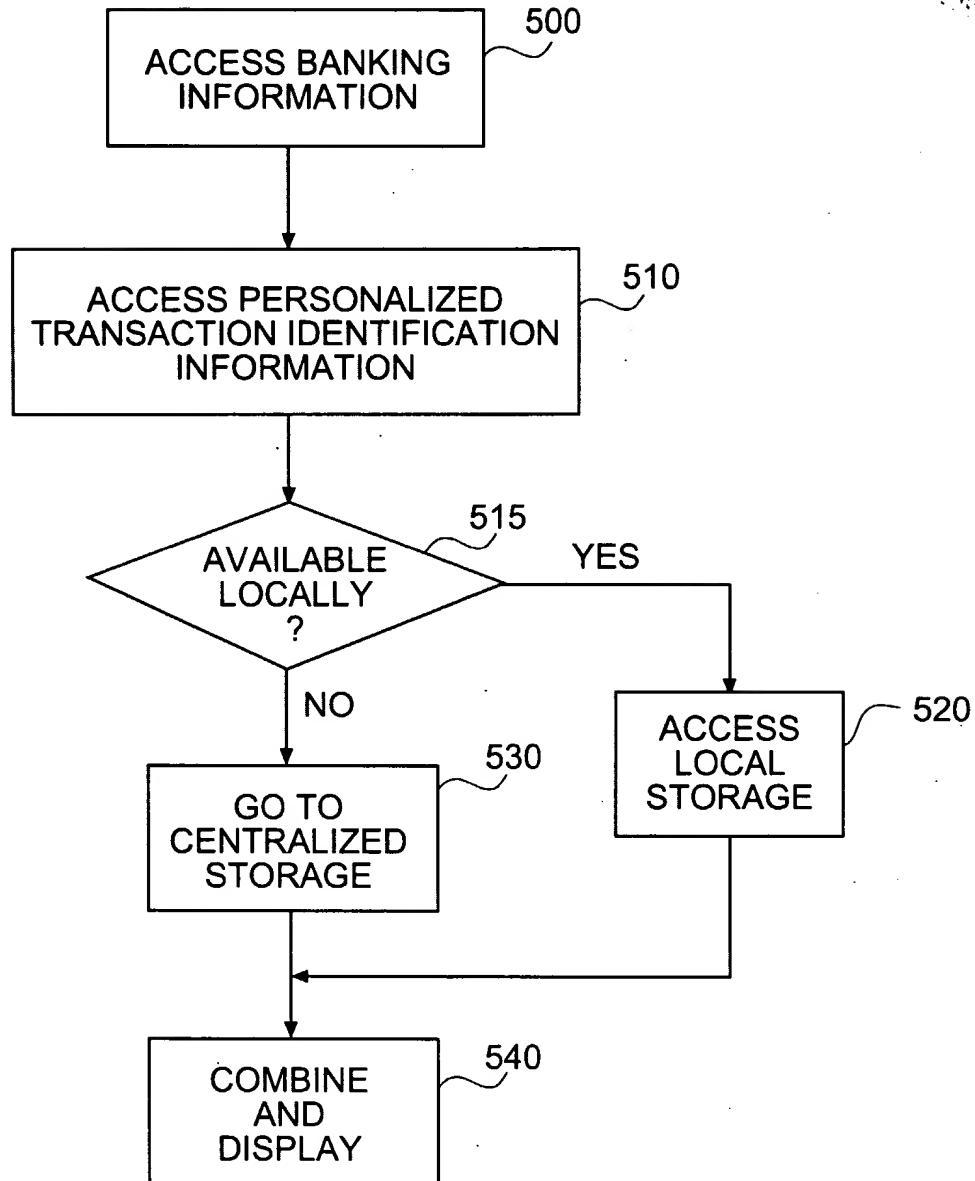 500
ACCESS BANKING
INFORMATION
510
ACCESS PERSONALIZED
TRANSACTION IDENTIFICATION
INFORMATION
515
AVAILABLE
LOCALLY
?
YES
NO
520
ACCESS
LOCAL
STORAGE
530
GO TO
CENTRALIZED
STORAGE
540
COMBINE
AND
DISPLAY